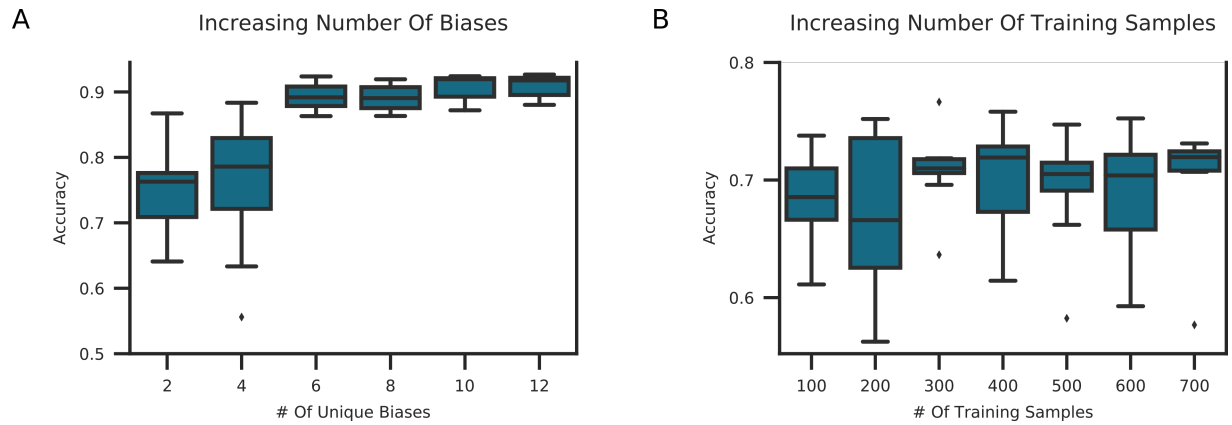 A
Increasing Number Of Biases
0.9
0.8
0.7
0.6
0.5
Accuracy
2 4 6 8 10 12
# Of Unique Biases
B
Increasing Number Of Training Samples
0.8
0.7
0.6
Accuracy
100 200 300 400 500 600 700
# Of Training Samples